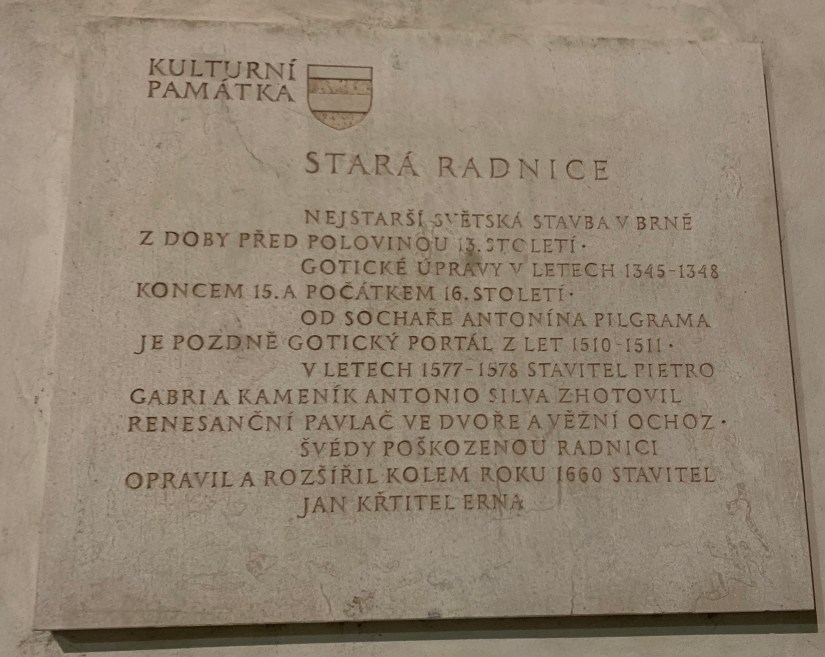 KULTURNÍ
PAMÁTKA
STARÁ RADNICE
NEJSTARŠÍ SVĚTSKÁ STAVBA V BRNĚ
Z DOBY PŘED POLOVINOU 13. STOLETÍ ·
GOTICKÉ ÚPRAVY V LETECH 1345-1348
KONCEM 15. A POČÁTKEM 16. STOLETÍ ·
OD SOCHAŘE ANTONÍNA PILGRAMA
JE POZDNĚ GOTICKÝ PORTÁL Z LET 1510-1511 ·
V LETECH 1577-1578 STAVITEL PIETRO
GABRI A KAMENÍK ANTONIO SILVA ZHOTOVIL
RENESANČNÍ PAVLAČ VE DVOŘE A VĚŽNÍ OCHOZ ·
ŠVÉDY POŠKOZENOU RADNICI
OPRAVIL A ROZŠÍŘIL KOLEM ROKU 1660 STAVITEL
JAN KŘTITEL ERNA